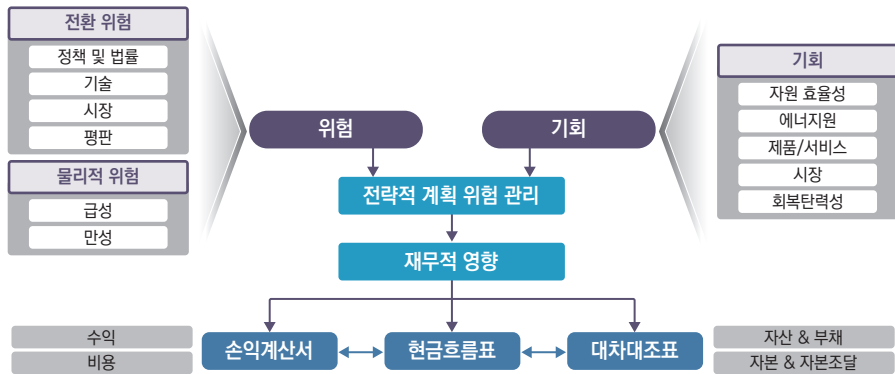 전환 위험
정책 및 법률
기술
시장
평판
물리적 위험
급성
만성
위험
기회
전략적 계획 위험 관리
재무적 영향
기회
자원 효율성
에너지원
제품/서비스
시장
회복탄력성
수익
비용
손익계산서
현금흐름표
대차대조표
자산 & 부채
자본 & 자본조달